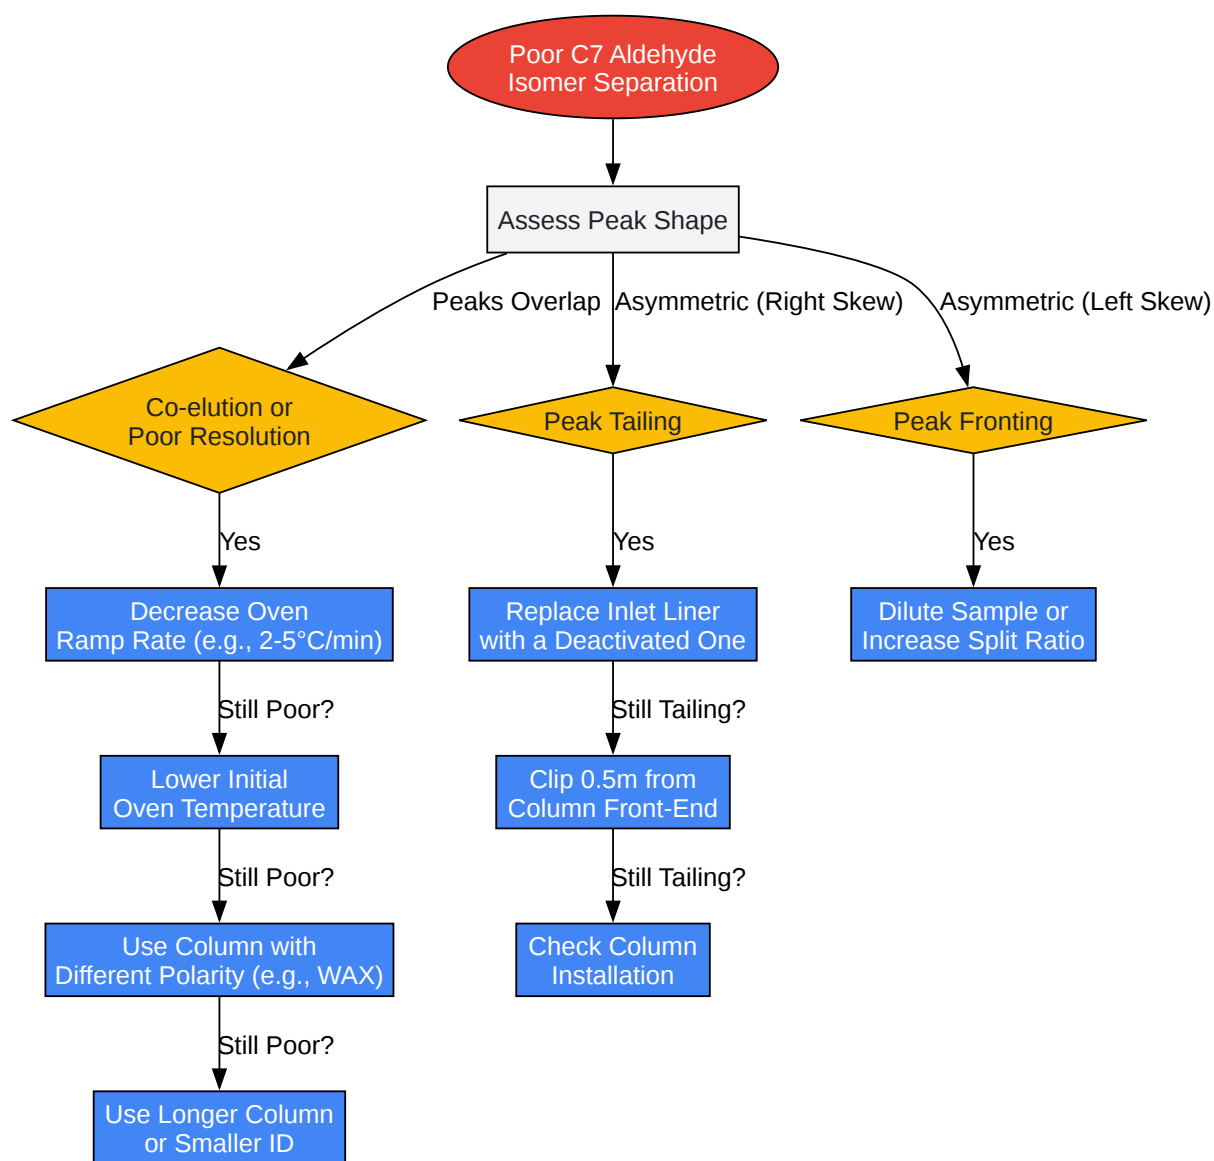 Poor C7 Aldehyde
Isomer Separation
Assess Peak Shape
Peaks Overlap
Asymmetric (Right Skew)
Asymmetric (Left Skew)
Co-elution or
Poor Resolution
Peak Tailing
Peak Fronting
Yes
Yes
Yes
Decrease Oven
Ramp Rate (e.g., 2-5°C/min)
Replace Inlet Liner
with a Deactivated One
Dilute Sample or
Increase Split Ratio
Still Poor?
Still Tailing?
Lower Initial
Oven Temperature
Clip 0.5m from
Column Front-End
Still Poor?
Still Tailing?
Use Column with
Different Polarity (e.g., WAX)
Check Column
Installation
Still Poor?
Use Longer Column
or Smaller ID